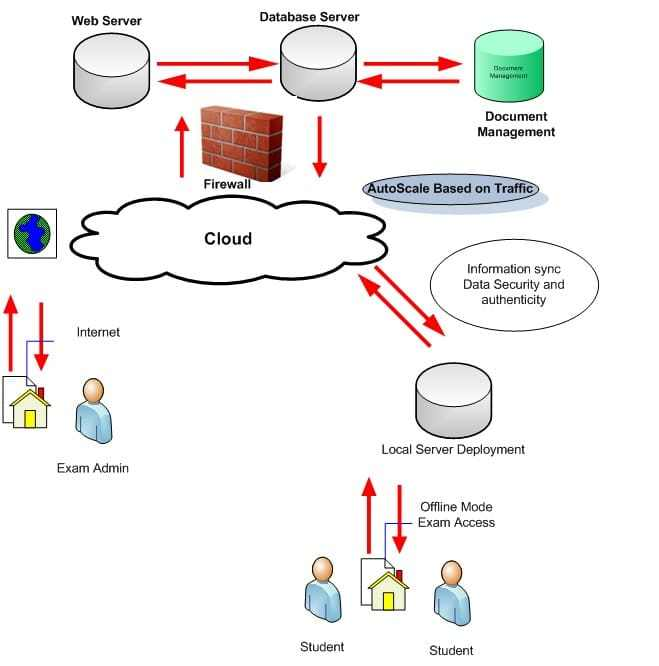 Web Server
Database Server
Document
Management
Document
Management
Firewall
AutoScale Based on Traffic
Cloud
Information sync
Data Security and
authenticity
Internet
Local Server Deployment
Exam Admin
Offline Mode
Exam Access
Student
Student